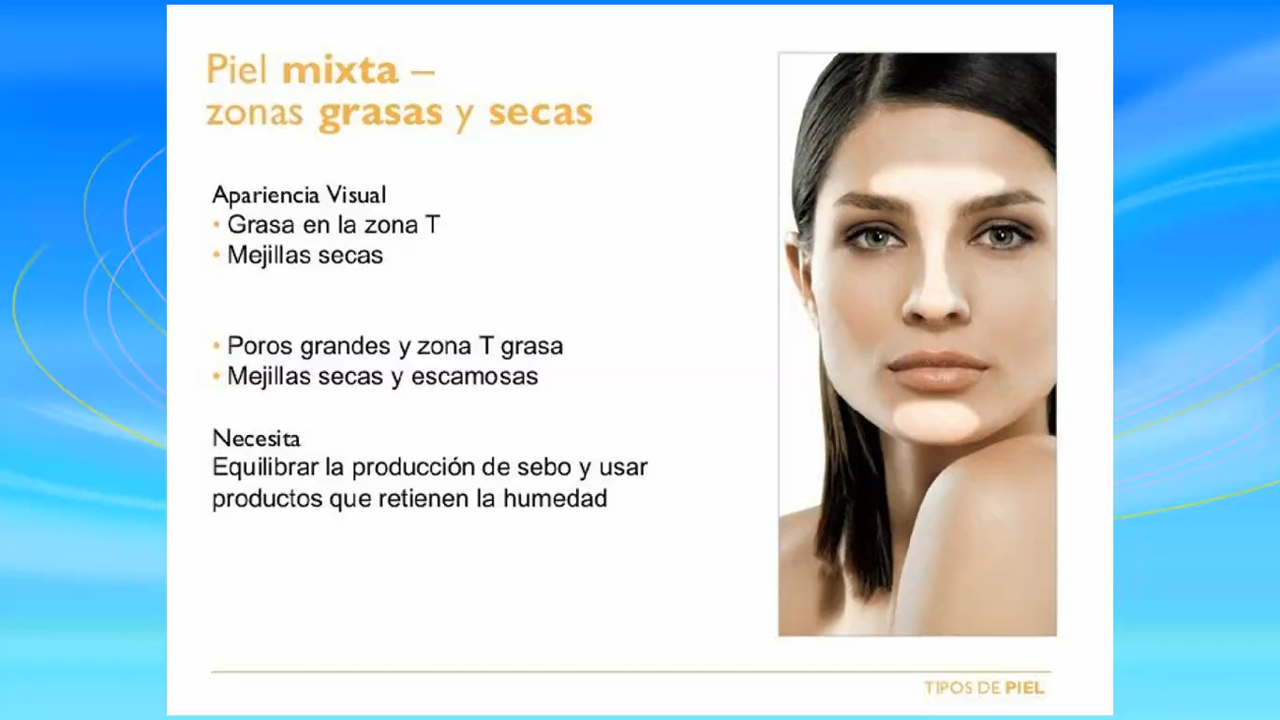 Piel mixta –
zonas grasas y secas
Apariencia Visual
• Grasa en la zona T
• Mejillas secas
• Poros grandes y zona T grasa
• Mejillas secas y escamosas
Necesita
Equilibrar la producción de sebo y usar
productos que retienen la humedad
TIPOS DE PIEL